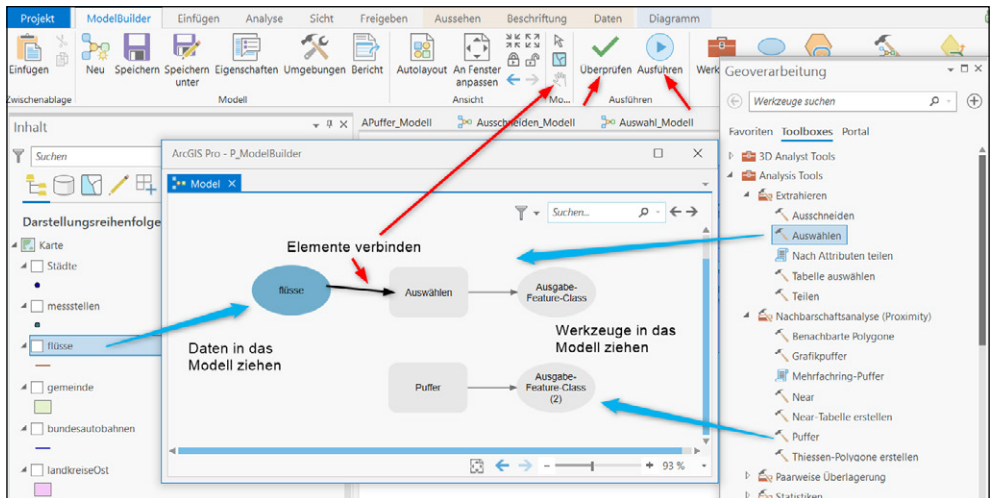 Projekt
ModelBuilder
Einfügen
Analyse
Sicht
Freigeben
Aussehen
Beschriftung
Daten
Diagramm
Einfügen
Neu
Speichern
Speichern unter
Eigenschaften
Umgebungen
Bericht
Autolayout
An Fenster anpassen
Überprüfen
Ausführen
Werk
Zwischenablage
Modell
Ansicht
Mo...
Ausführen
Inhalt
Suchen
Darstellungsreihenfolge
Karte
Städte
messstellen
flüsse
gemeinde
bundesautobahnen
landkreiseOst
APuffer_Modell
Ausschneiden_Modell
Auswahl_Modell
ArcGIS Pro - P_ModelBuilder
Model
Suchen...
Elemente verbinden
flüsse
Auswählen
Ausgabe-
Feature-Class
Daten in das
Modell ziehen
Werkzeuge in das
Modell ziehen
Puffer
Ausgabe-
Feature-Class
(2)
93 %
Geoverarbeitung
Werkzeuge suchen
Favoriten Toolboxes Portal
3D Analyst Tools
Analysis Tools
Extrahieren
Ausschneiden
Auswählen
Nach Attributen teilen
Tabelle auswählen
Teilen
Nachbarschaftsanalyse (Proximity)
Benachbarte Polygone
Grafikpuffer
Mehrfachring-Puffer
Near
Near-Tabelle erstellen
Puffer
Thiessen-Polygone erstellen
Paarweise Überlagerung
Statistiken